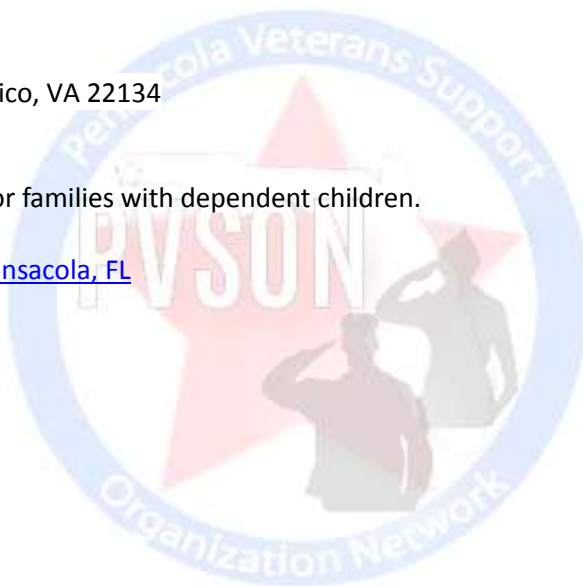 Pensacola Veterans Support
ico, VA 22134
or families with dependent children.
PVSON
nsacola, FL
Organization Network